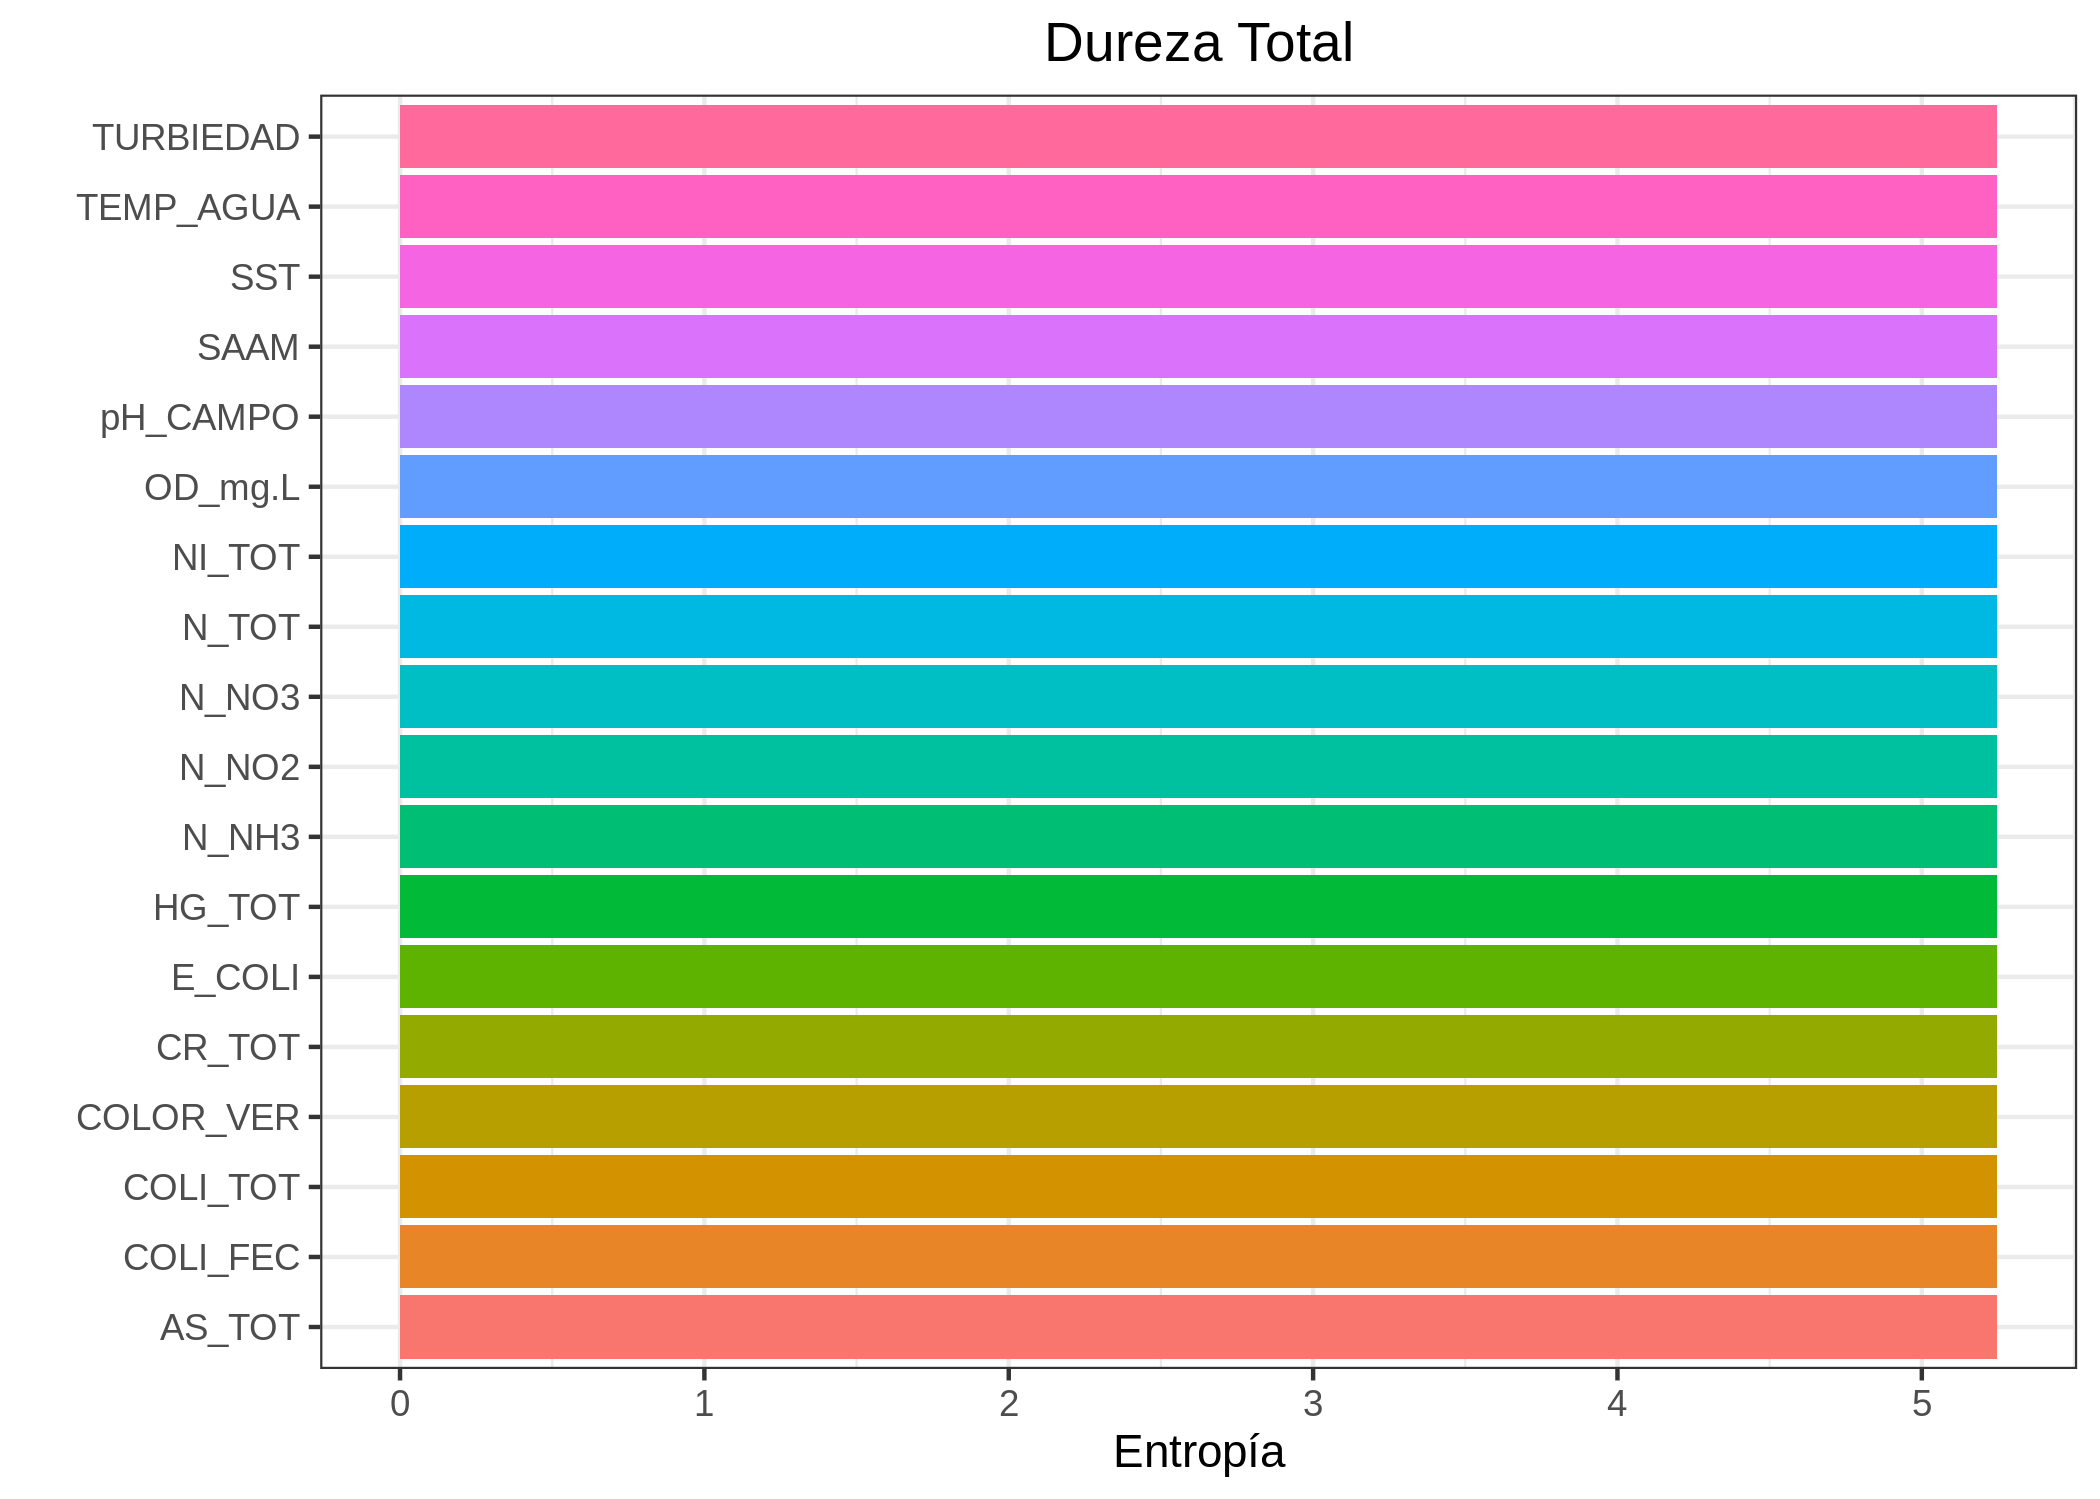 Dureza Total
TURBIEDAD
TEMP_AGUA
SST
SAAM
pH_CAMPO
OD_mg.L
NI_TOT
N_TOT
N_NO3
N_NO2
N_NH3
HG_TOT
E_COLI
CR_TOT
COLOR_VER
COLI_TOT
COLI_FEC
AS_TOT
0 1 2 3 4 5
Entropía